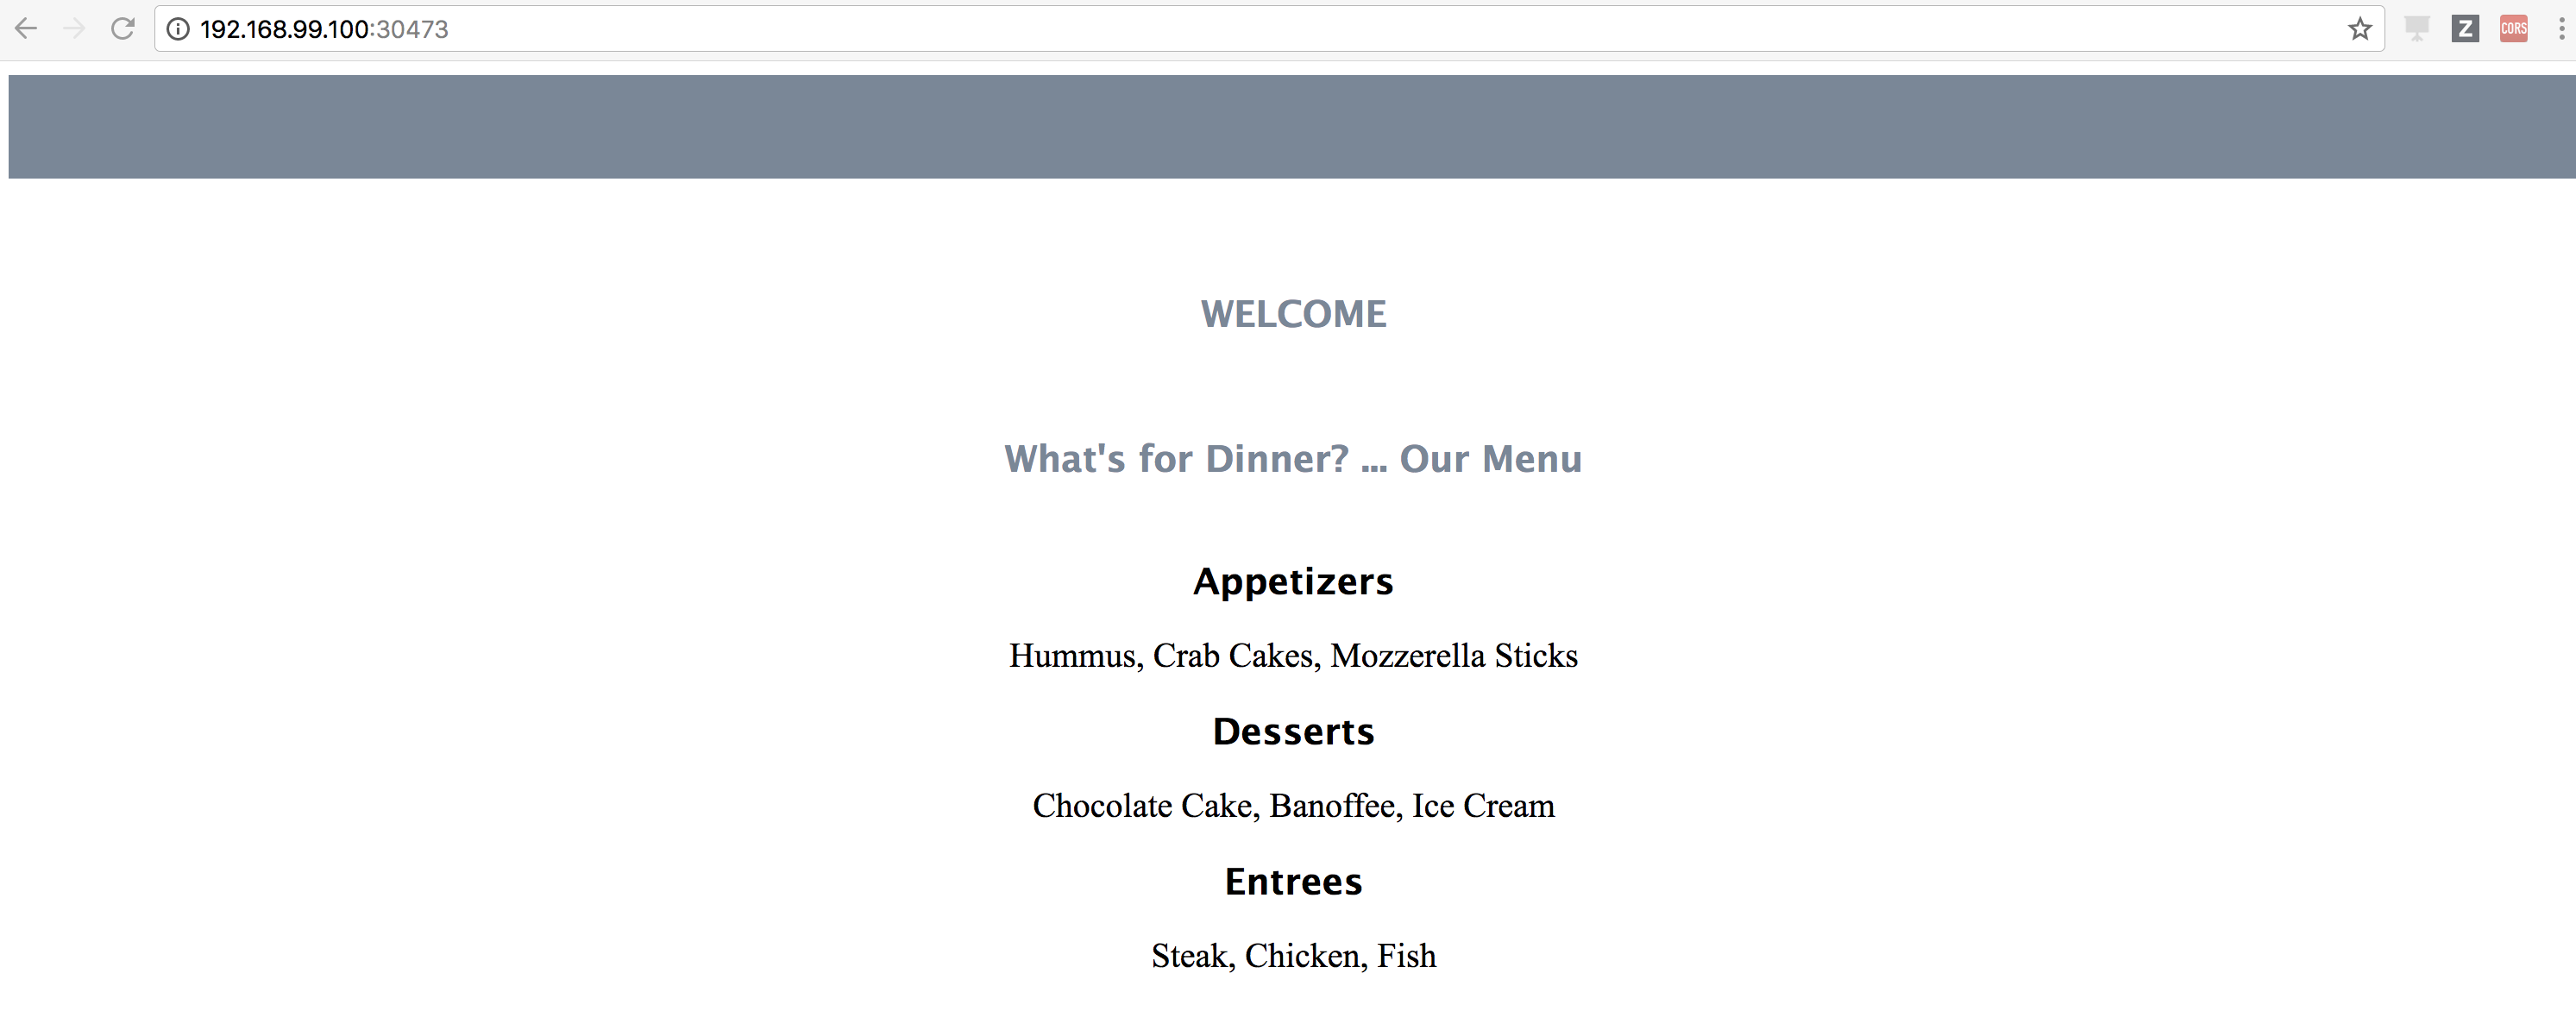 192.168.99.100:30473
Z
CORS
WELCOME
What's for Dinner? ... Our Menu
Appetizers
Hummus, Crab Cakes, Mozzerella Sticks
Desserts
Chocolate Cake, Banoffee, Ice Cream
Entrees
Steak, Chicken, Fish